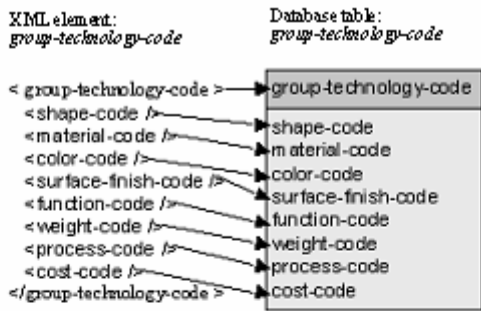 XML element:
group-technology-code
< group-technology-code >
<shape-code />
<material-code />
<color-code />
<surface-finish-code />
<function-code />
<weight-code />
<process-code />
<cost-code />
</group-technology-code >
Database table:
group-technology-code
group-technology-code
shape-code
material-code
color-code
surface-finish-code
function-code
weight-code
process-code
cost-code